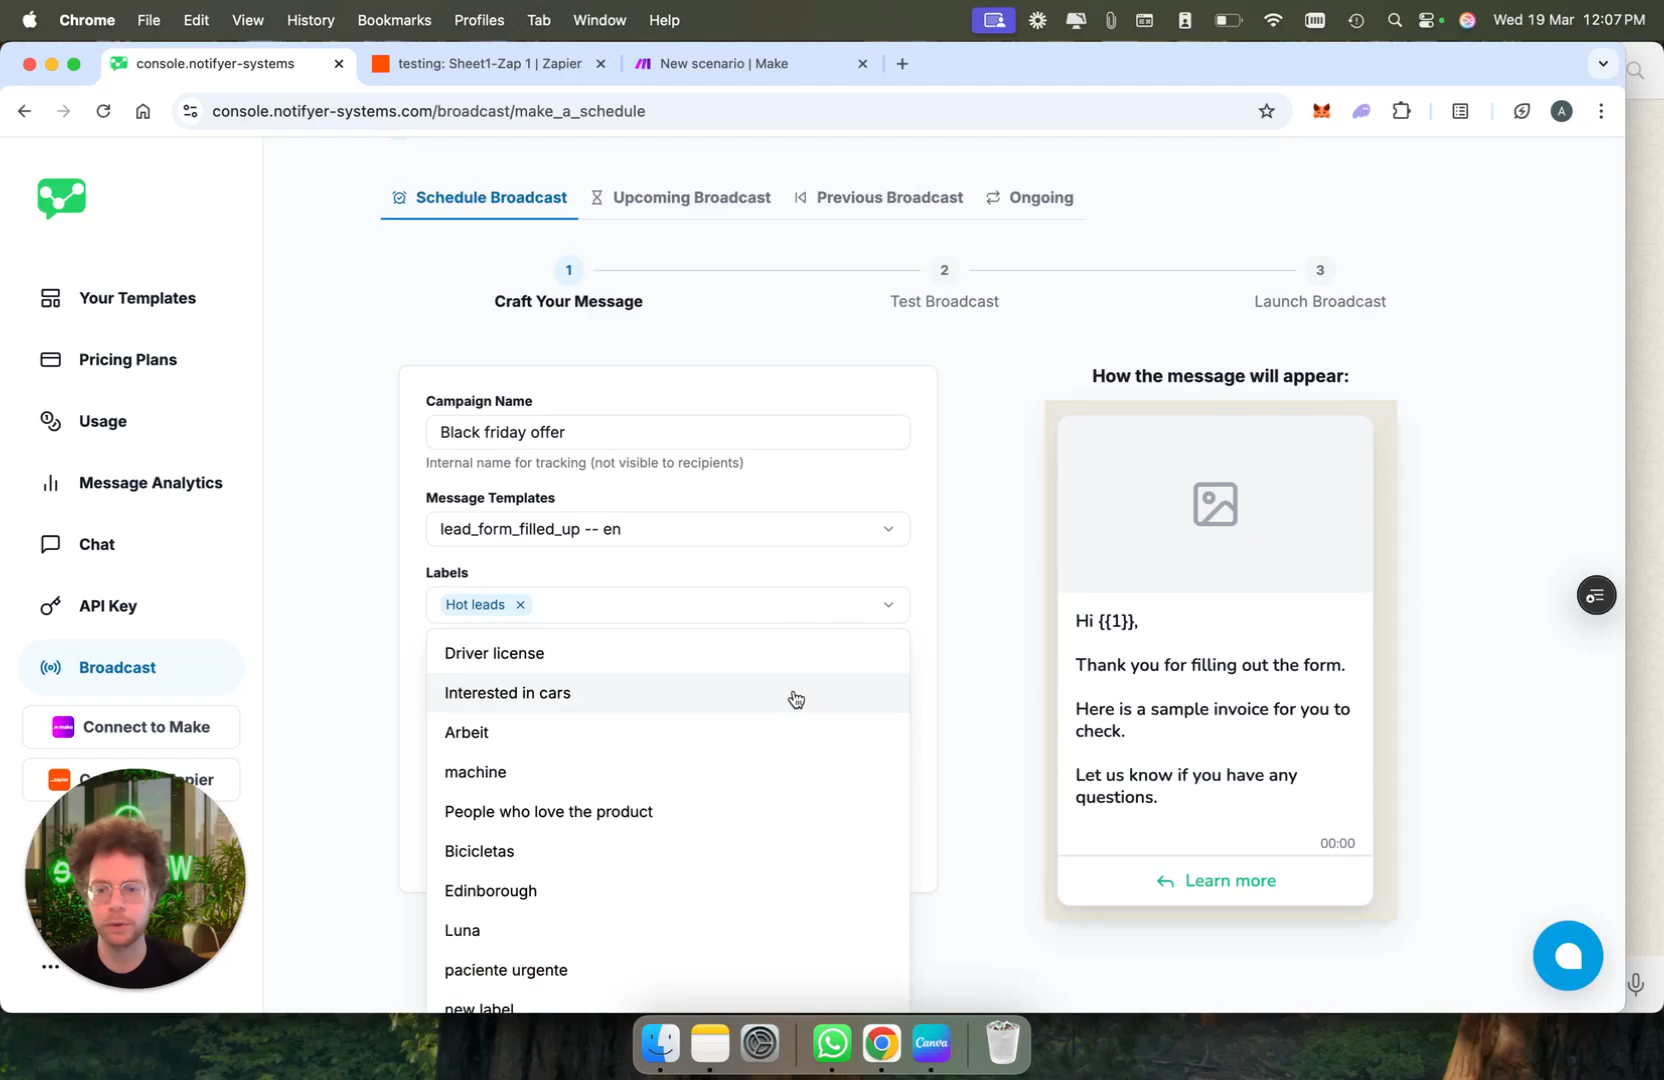 Chrome File Edit View History Bookmarks Profiles Tab Window Help Wed 19 Mar 12:07 PM
console.notifyer-systems testing: Sheet1-Zap 1 | Zapier New scenario | Make
console.notifyer-systems.com/broadcast/make_a_schedule A
Schedule Broadcast Upcoming Broadcast Previous Broadcast Ongoing
1 2 3
Craft Your Message Test Broadcast Launch Broadcast
Your Templates
Pricing Plans
Usage
Message Analytics
Chat
API Key
Broadcast
Connect to Make
Campaign Name
Black friday offer
Internal name for tracking (not visible to recipients)
Message Templates
lead_form_filled_up -- en
Labels
Hot leads
Driver license
Interested in cars
Arbeit
machine
People who love the product
Bicicletas
Edinborough
Luna
paciente urgente
new label
How the message will appear:
Hi {{1}},
Thank you for filling out the form.
Here is a sample invoice for you to
check.
Let us know if you have any
questions.
00:00
Learn more
Canva